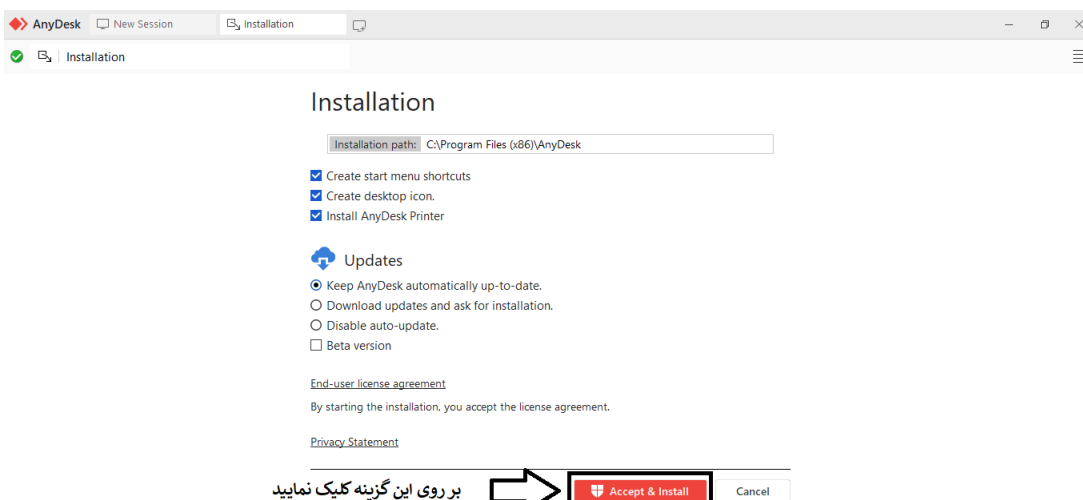 AnyDesk New Session Installation
Installation
Installation
Installation path: C:\Program Files (x86)\AnyDesk
Create start menu shortcuts
Create desktop icon.
Install AnyDesk Printer
Updates
Keep AnyDesk automatically up-to-date.
Download updates and ask for installation.
Disable auto-update.
Beta version
End-user license agreement
By starting the installation, you accept the license agreement.
Privacy Statement
بر روی این گزینه کلیک نمایید
Accept & Install Cancel